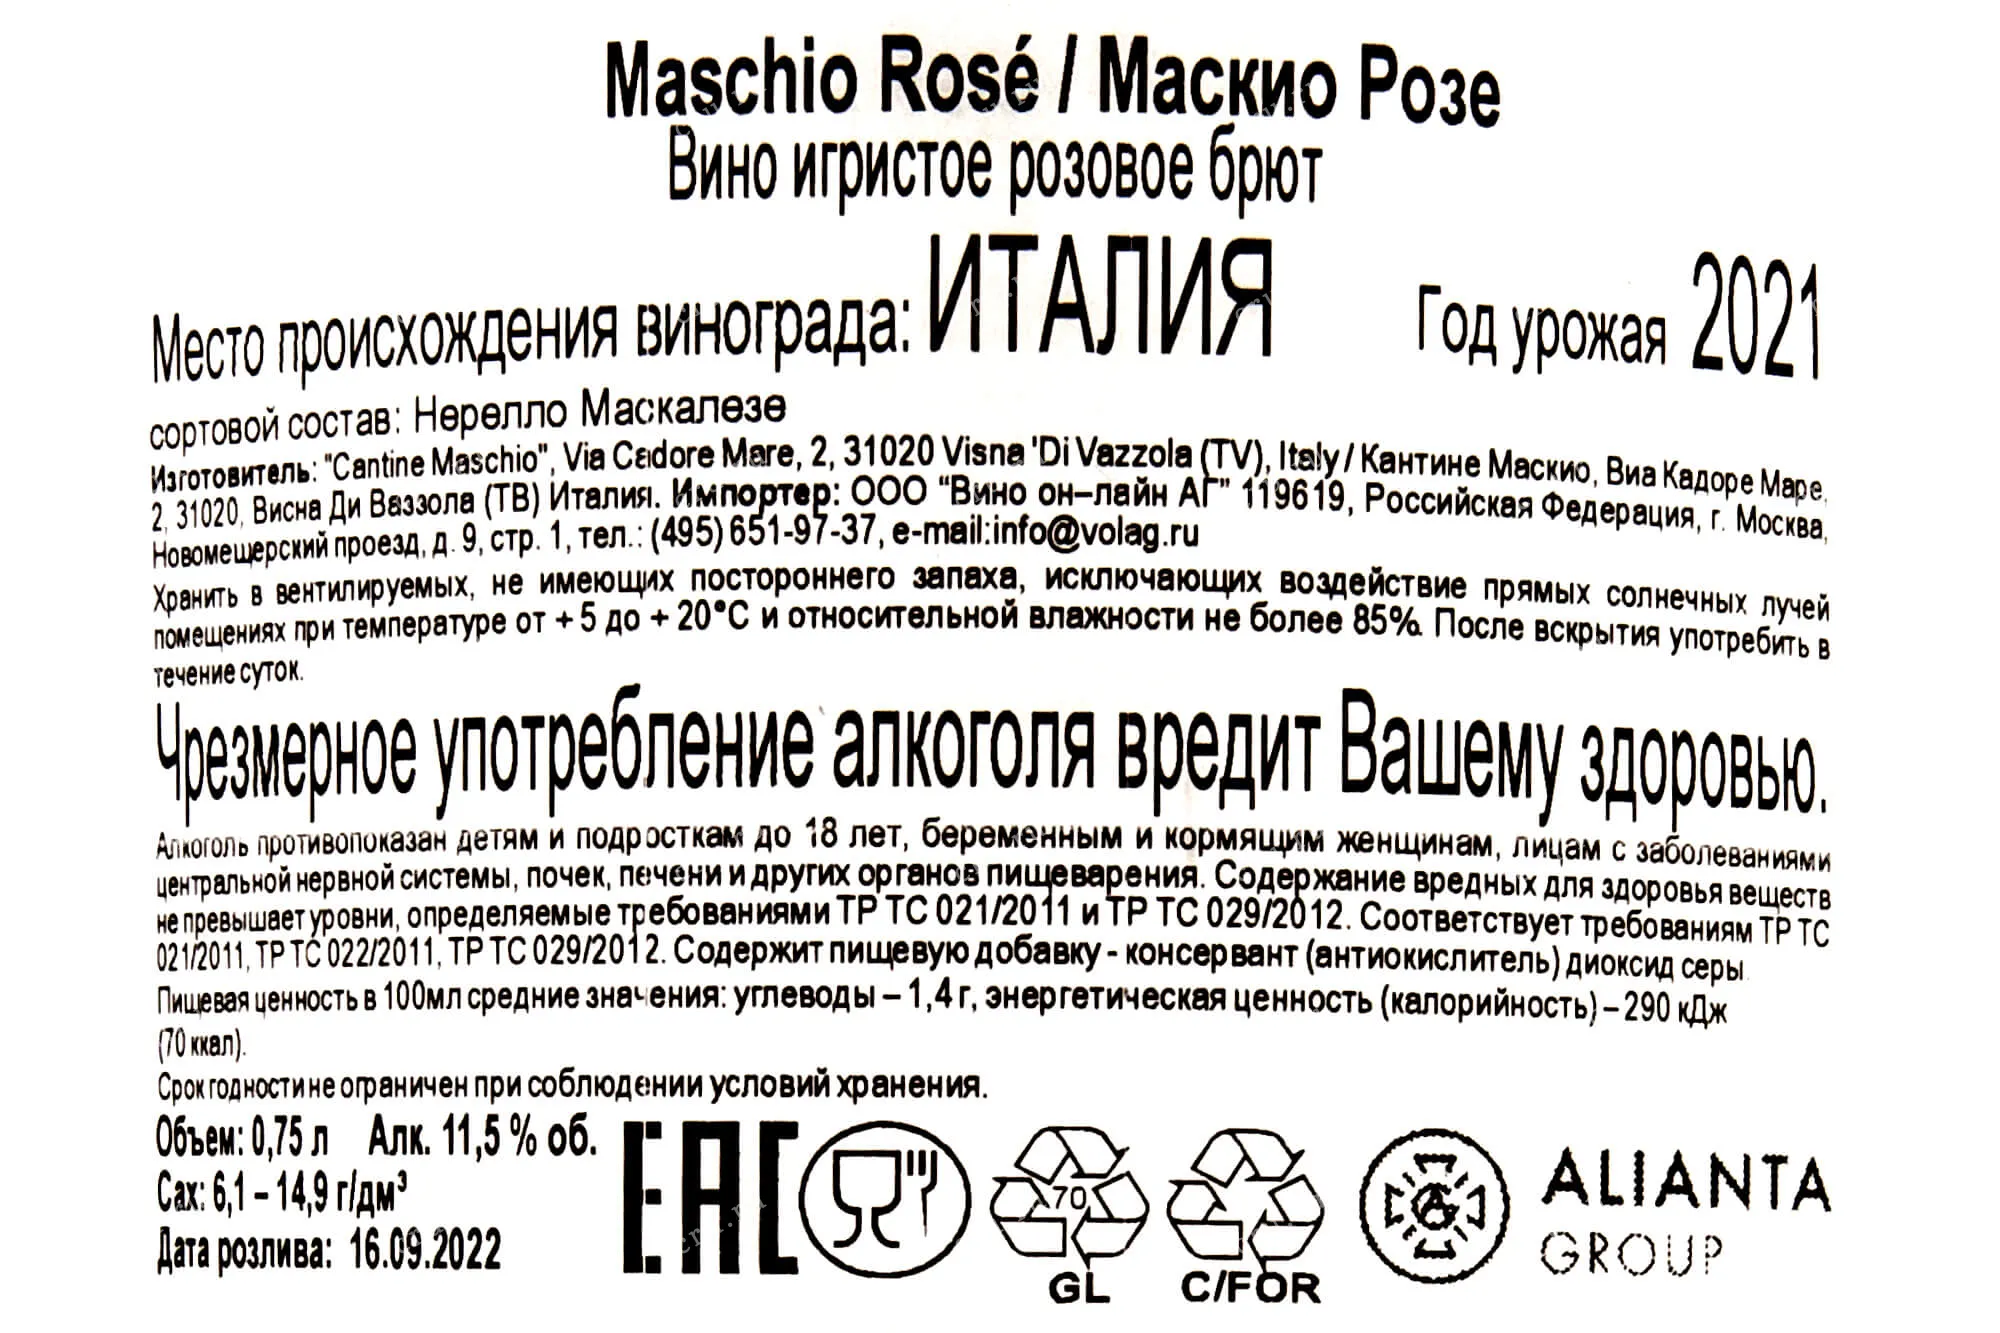 Maschio Rosé / Маскио Розе
Вино игристое розовое брют
Место происхождения винограда: ИТАЛИЯ Год урожая 2021
сортовой состав: Нерелло Маскалезе
Изготовитель: "Cantine Maschio", Via Cadore Mare, 2, 31020 Visna 'Di Vazzola (TV), Italy / Кантине Маскио, Виа Кадоре Маре,
2, 31020, Висна Ди Ваззола (ТВ) Италия. Импортер: ООО “Вино он–лайн АГ” 119619, Российская Федерация, г. Москва,
Новомещерский проезд, д. 9, стр. 1, тел.: (495) 651-97-37, e-mail:info@volag.ru
Хранить в вентилируемых, не имеющих постороннего запаха, исключающих воздействие прямых солнечных лучей
помещениях при температуре от + 5 до + 20°С и относительной влажности не более 85%. После вскрытия употребить в
течение суток.
Чрезмерное употребление алкоголя вредит Вашему здоровью.
Алкоголь противопоказан детям и подросткам до 18 лет, беременным и кормящим женщинам, лицам с заболеваниями
центральной нервной системы, почек, печени и других органов пищеварения. Содержание вредных для здоровья веществ
не превышает уровни, определяемые требованиями ТР ТС 021/2011 и ТР ТС 029/2012. Соответствует требованиям ТР ТС
021/2011, ТР ТС 022/2011, ТР ТС 029/2012. Содержит пищевую добавку - консервант (антиокислитель) диоксид серы
Пищевая ценность в 100мл средние значения: углеводы – 1,4 г, энергетическая ценность (калорийность) – 290 кДж
(70 ккал).
Срок годности не ограничен при соблюдении условий хранения.
Объем: 0,75 л Алк. 11,5 % об.
Сах: 6,1 – 14,9 г/дм³
Дата розлива: 16.09.2022
EAC
70
GL
C/FOR
ALIANTA
GROUP